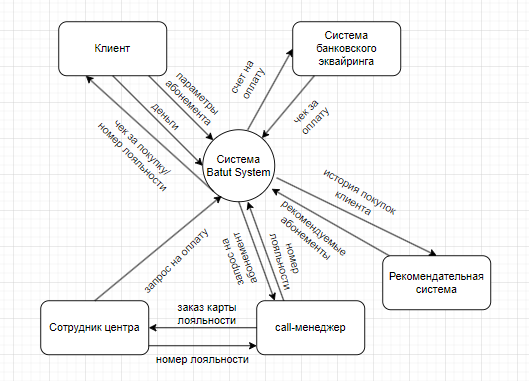 Клиент
Система
банковского
эквайринга
параметры
абонемента
деньги
чек за покупку/
номер лояльности
счет на
оплату
чек за
оплату
Система
Batut System
история покупок
клиента
рекомендуемые
абонементы
запрос на оплату
запрос на
абонемент
номер
лояльности
Рекомендательная
система
Сотрудник центра
заказ карты
лояльности
call-менеджер
номер лояльности